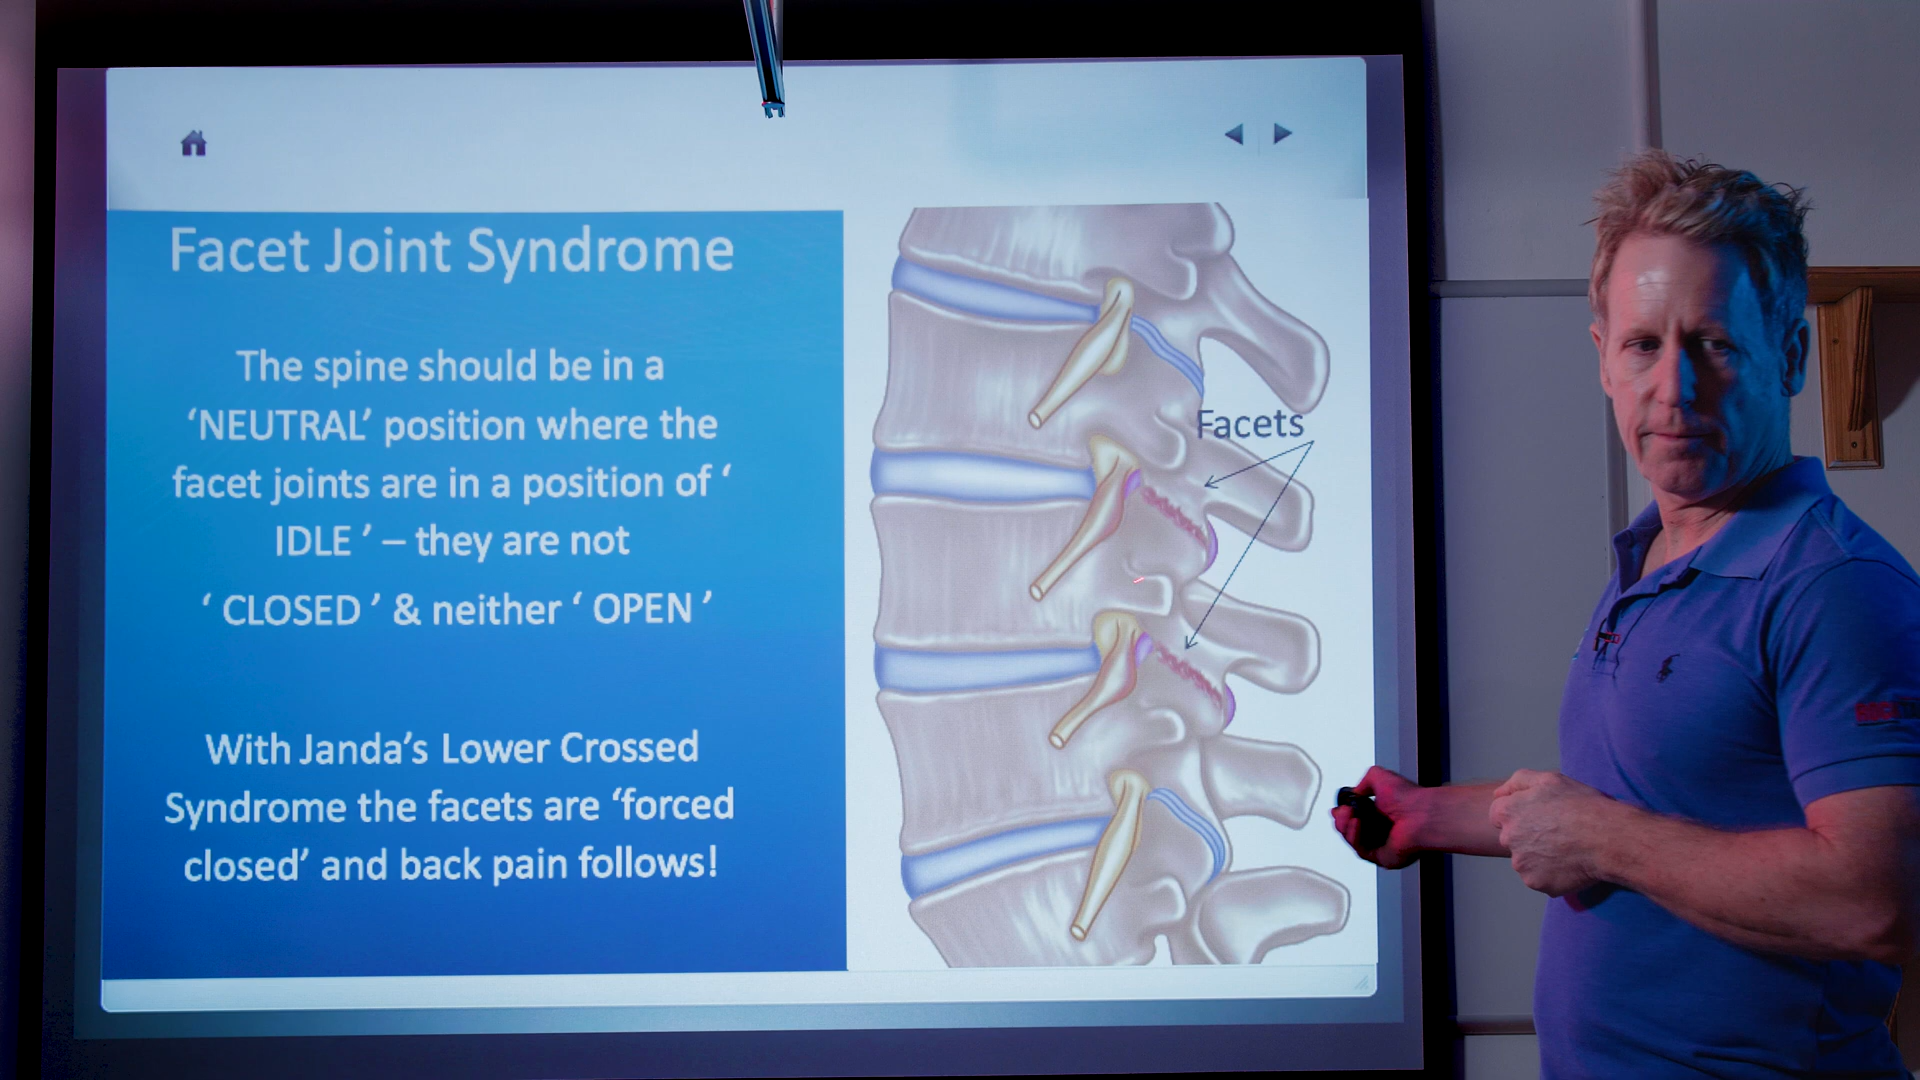 Facet Joint Syndrome
The spine should be in a
‘NEUTRAL’ position where the
facet joints are in a position of ‘
IDLE ’ – they are not
‘ CLOSED ’ & neither ‘ OPEN ’
With Janda’s Lower Crossed
Syndrome the facets are ‘forced
closed’ and back pain follows!
Facets